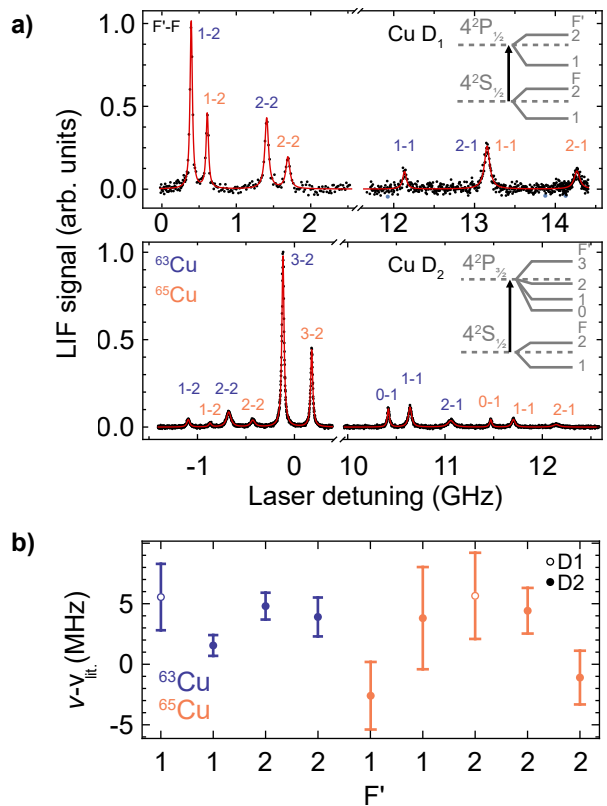 a)
F'-F
Cu D₁
1-2
1-2
2-2
2-2
1-1
2-1
1-1
2-1
4²P½
F'
2
1
4²S½
F
2
1
1.0
0.5
0.0
0
1
2
12
13
14
LIF signal (arb. units)
⁶³Cu
⁶⁵Cu
Cu D₂
3-2
3-2
1-2
1-2
2-2
2-2
0-1
1-1
2-1
0-1
1-1
2-1
4²P3⁄2
F'
3
2
1
0
4²S½
F
2
1
1.0
0.5
0.0
-1
0
10
11
12
Laser detuning (GHz)
b)
ν-νlit.(MHz)
5
0
-5
D1
D2
⁶³Cu
⁶⁵Cu
1 1 2 2 1 1 2 2 2
F'